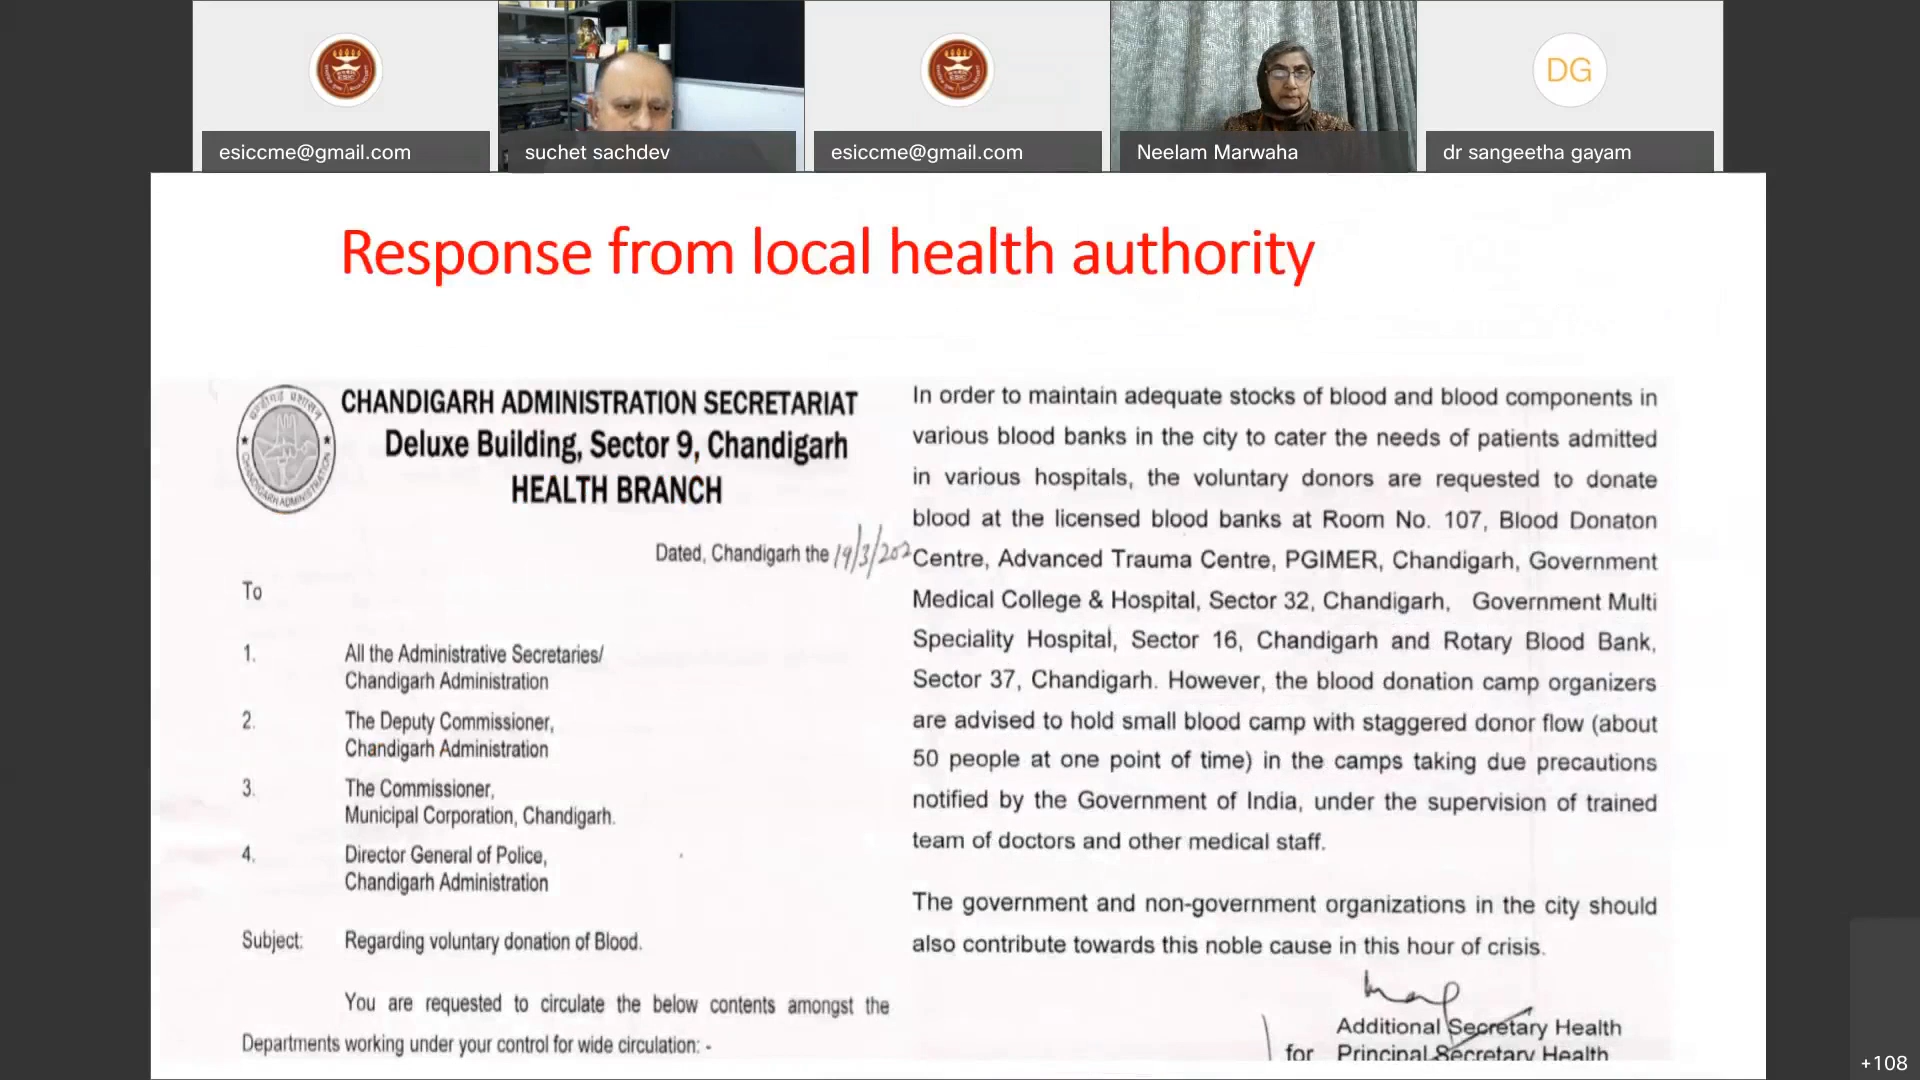 esiccme@gmail.com
suchet sachdev
esiccme@gmail.com
Neelam Marwaha
DG
dr sangeetha gayam
Response from local health authority
CHANDIGARH ADMINISTRATION SECRETARIAT
Deluxe Building, Sector 9, Chandigarh
HEALTH BRANCH
Dated, Chandigarh the 19/3/202
To
1. All the Administrative Secretaries/
Chandigarh Administration
2. The Deputy Commissioner,
Chandigarh Administration
3. The Commissioner,
Municipal Corporation, Chandigarh.
4. Director General of Police,
Chandigarh Administration
Subject: Regarding voluntary donation of Blood.
You are requested to circulate the below contents amongst the
Departments working under your control for wide circulation: -
In order to maintain adequate stocks of blood and blood components in
various blood banks in the city to cater the needs of patients admitted
in various hospitals, the voluntary donors are requested to donate
blood at the licensed blood banks at Room No. 107, Blood Donaton
Centre, Advanced Trauma Centre, PGIMER, Chandigarh, Government
Medical College & Hospital, Sector 32, Chandigarh, Government Multi
Speciality Hospital, Sector 16, Chandigarh and Rotary Blood Bank,
Sector 37, Chandigarh. However, the blood donation camp organizers
are advised to hold small blood camp with staggered donor flow (about
50 people at one point of time) in the camps taking due precautions
notified by the Government of India, under the supervision of trained
team of doctors and other medical staff.
The government and non-government organizations in the city should
also contribute towards this noble cause in this hour of crisis.
Additional Secretary Health
for Principal Secretary Health
+108